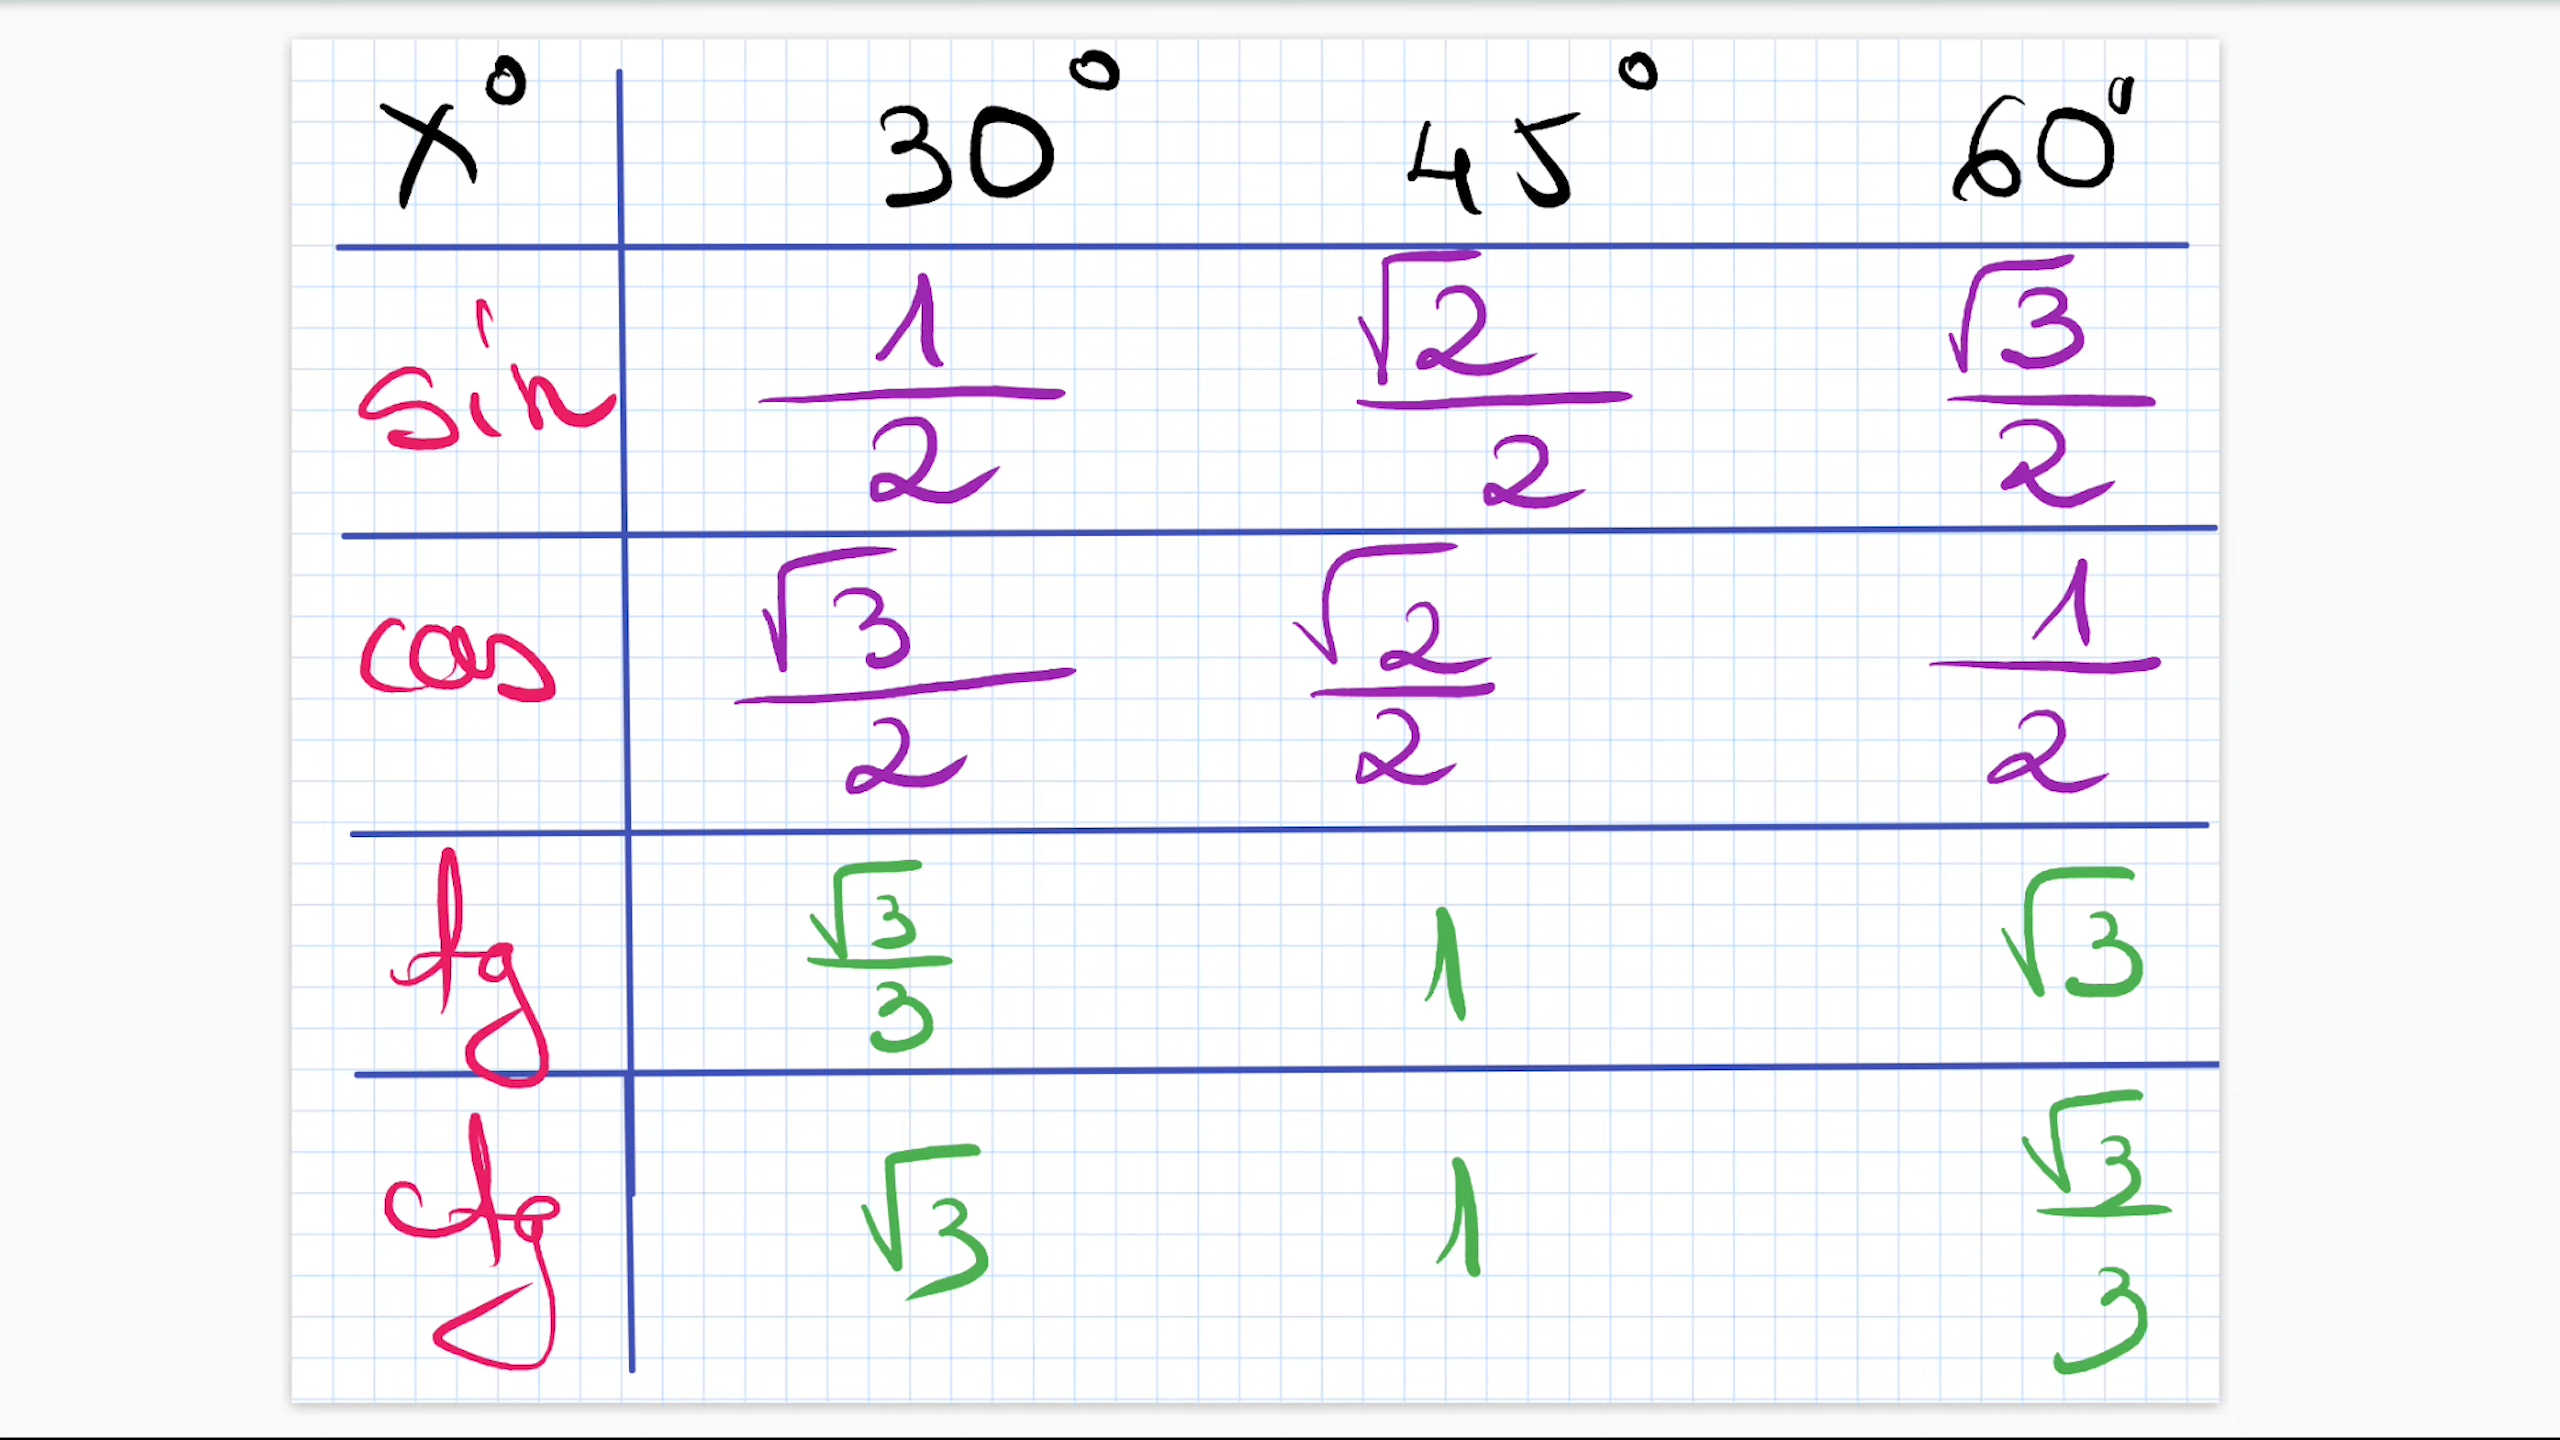 x° 30° 45° 60°
sin 1/2 √2/2 √3/2
cos √3/2 √2/2 1/2
tg √3/3 1 √3
ctg √3 1 √3/3